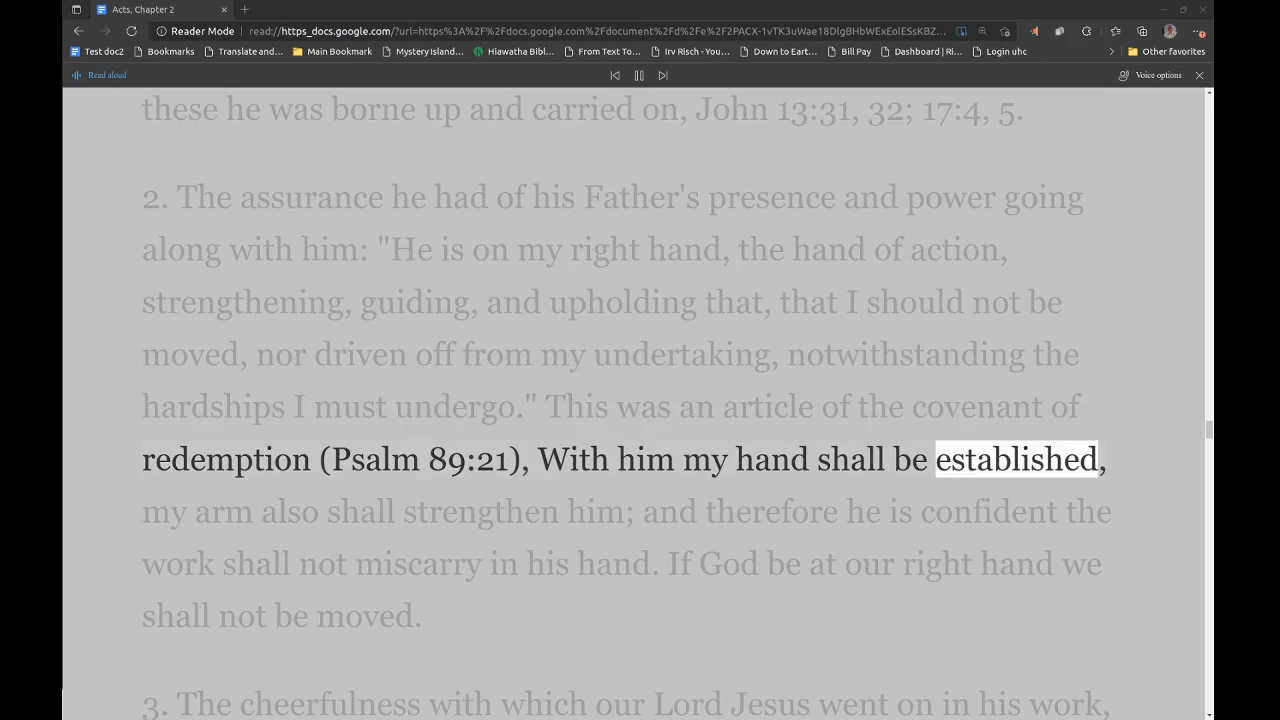 Acts, Chapter 2
Reader Mode
read://https_docs.google.com/?url=https%3A%2F%2Fdocs.google.com%2Fdocument%2Fd%2Fe%2F2PACX-1vTK3uWae18DlgBHbWExEolESsKBZ...
Test doc2
Bookmarks
Translate and...
Main Bookmark
Mystery Island...
Hiawatha Bibl...
From Text To...
Irv Risch - You...
Down to Eart...
Bill Pay
Dashboard | Ri...
Login uhc
Other favorites
Read aloud
Voice options
these he was borne up and carried on, John 13:31, 32; 17:4, 5.
2. The assurance he had of his Father's presence and power going
along with him: "He is on my right hand, the hand of action,
strengthening, guiding, and upholding that, that I should not be
moved, nor driven off from my undertaking, notwithstanding the
hardships I must undergo." This was an article of the covenant of
redemption (Psalm 89:21), With him my hand shall be established,
my arm also shall strengthen him; and therefore he is confident the
work shall not miscarry in his hand. If God be at our right hand we
shall not be moved.
3. The cheerfulness with which our Lord Jesus went on in his work,